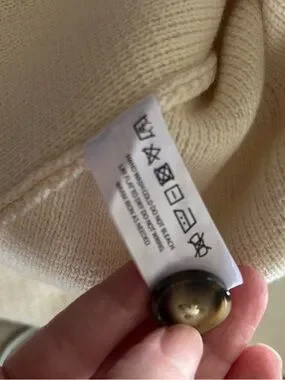 HAND WASH COLD DO NOT BLEACH
LAY FLAT TO DRY DO NOT WRING
WARM IRON AS NEEDED